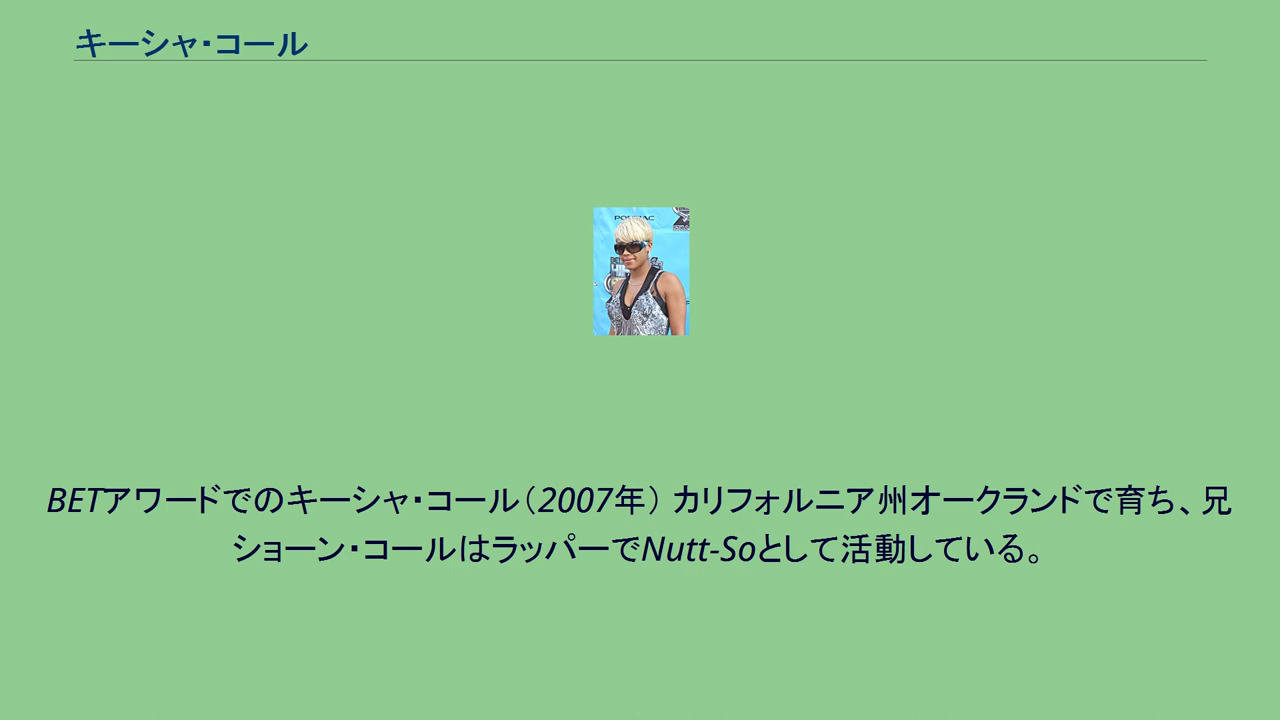 キーシャ・コール
BETアワードでのキーシャ・コール（2007年） カリフォルニア州オークランドで育ち、兄
ショーン・コールはラッパーでNutt-Soとして活動している。